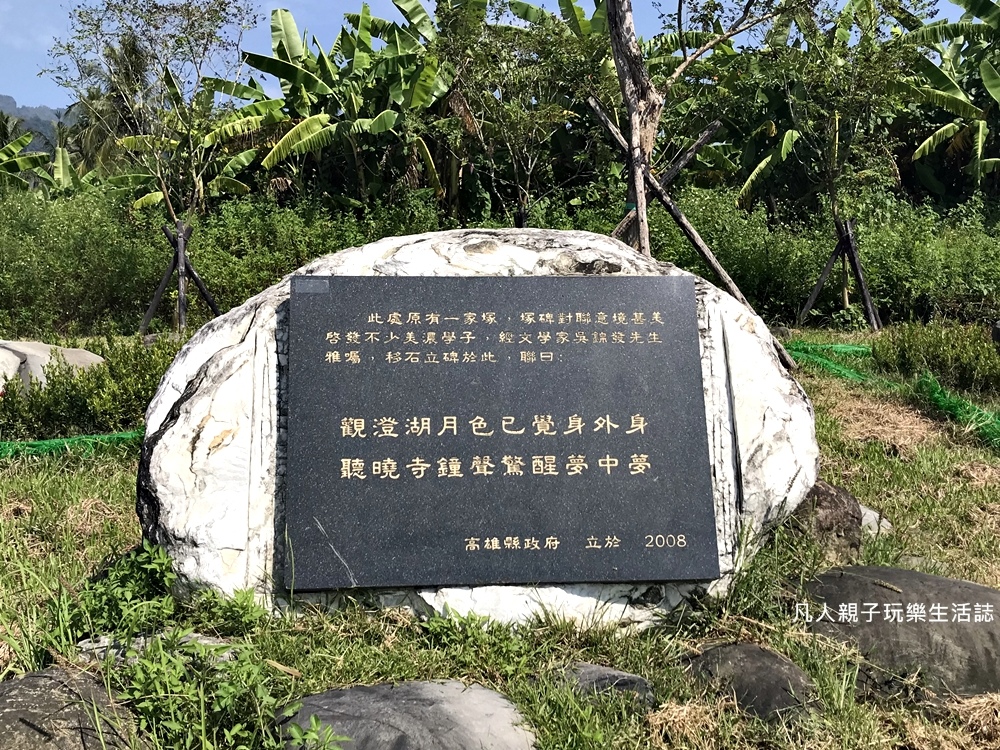 此處原有一家塚，塚碑對聯意境甚美
啓發不少美濃學子，經文學家吳錦發先生
雅囑，移石立碑於此，聯曰：
觀澄湖月色已覺身外身
聽曉寺鐘聲驚醒夢中夢
高雄縣政府 立於 2008
凡人親子玩樂生活誌